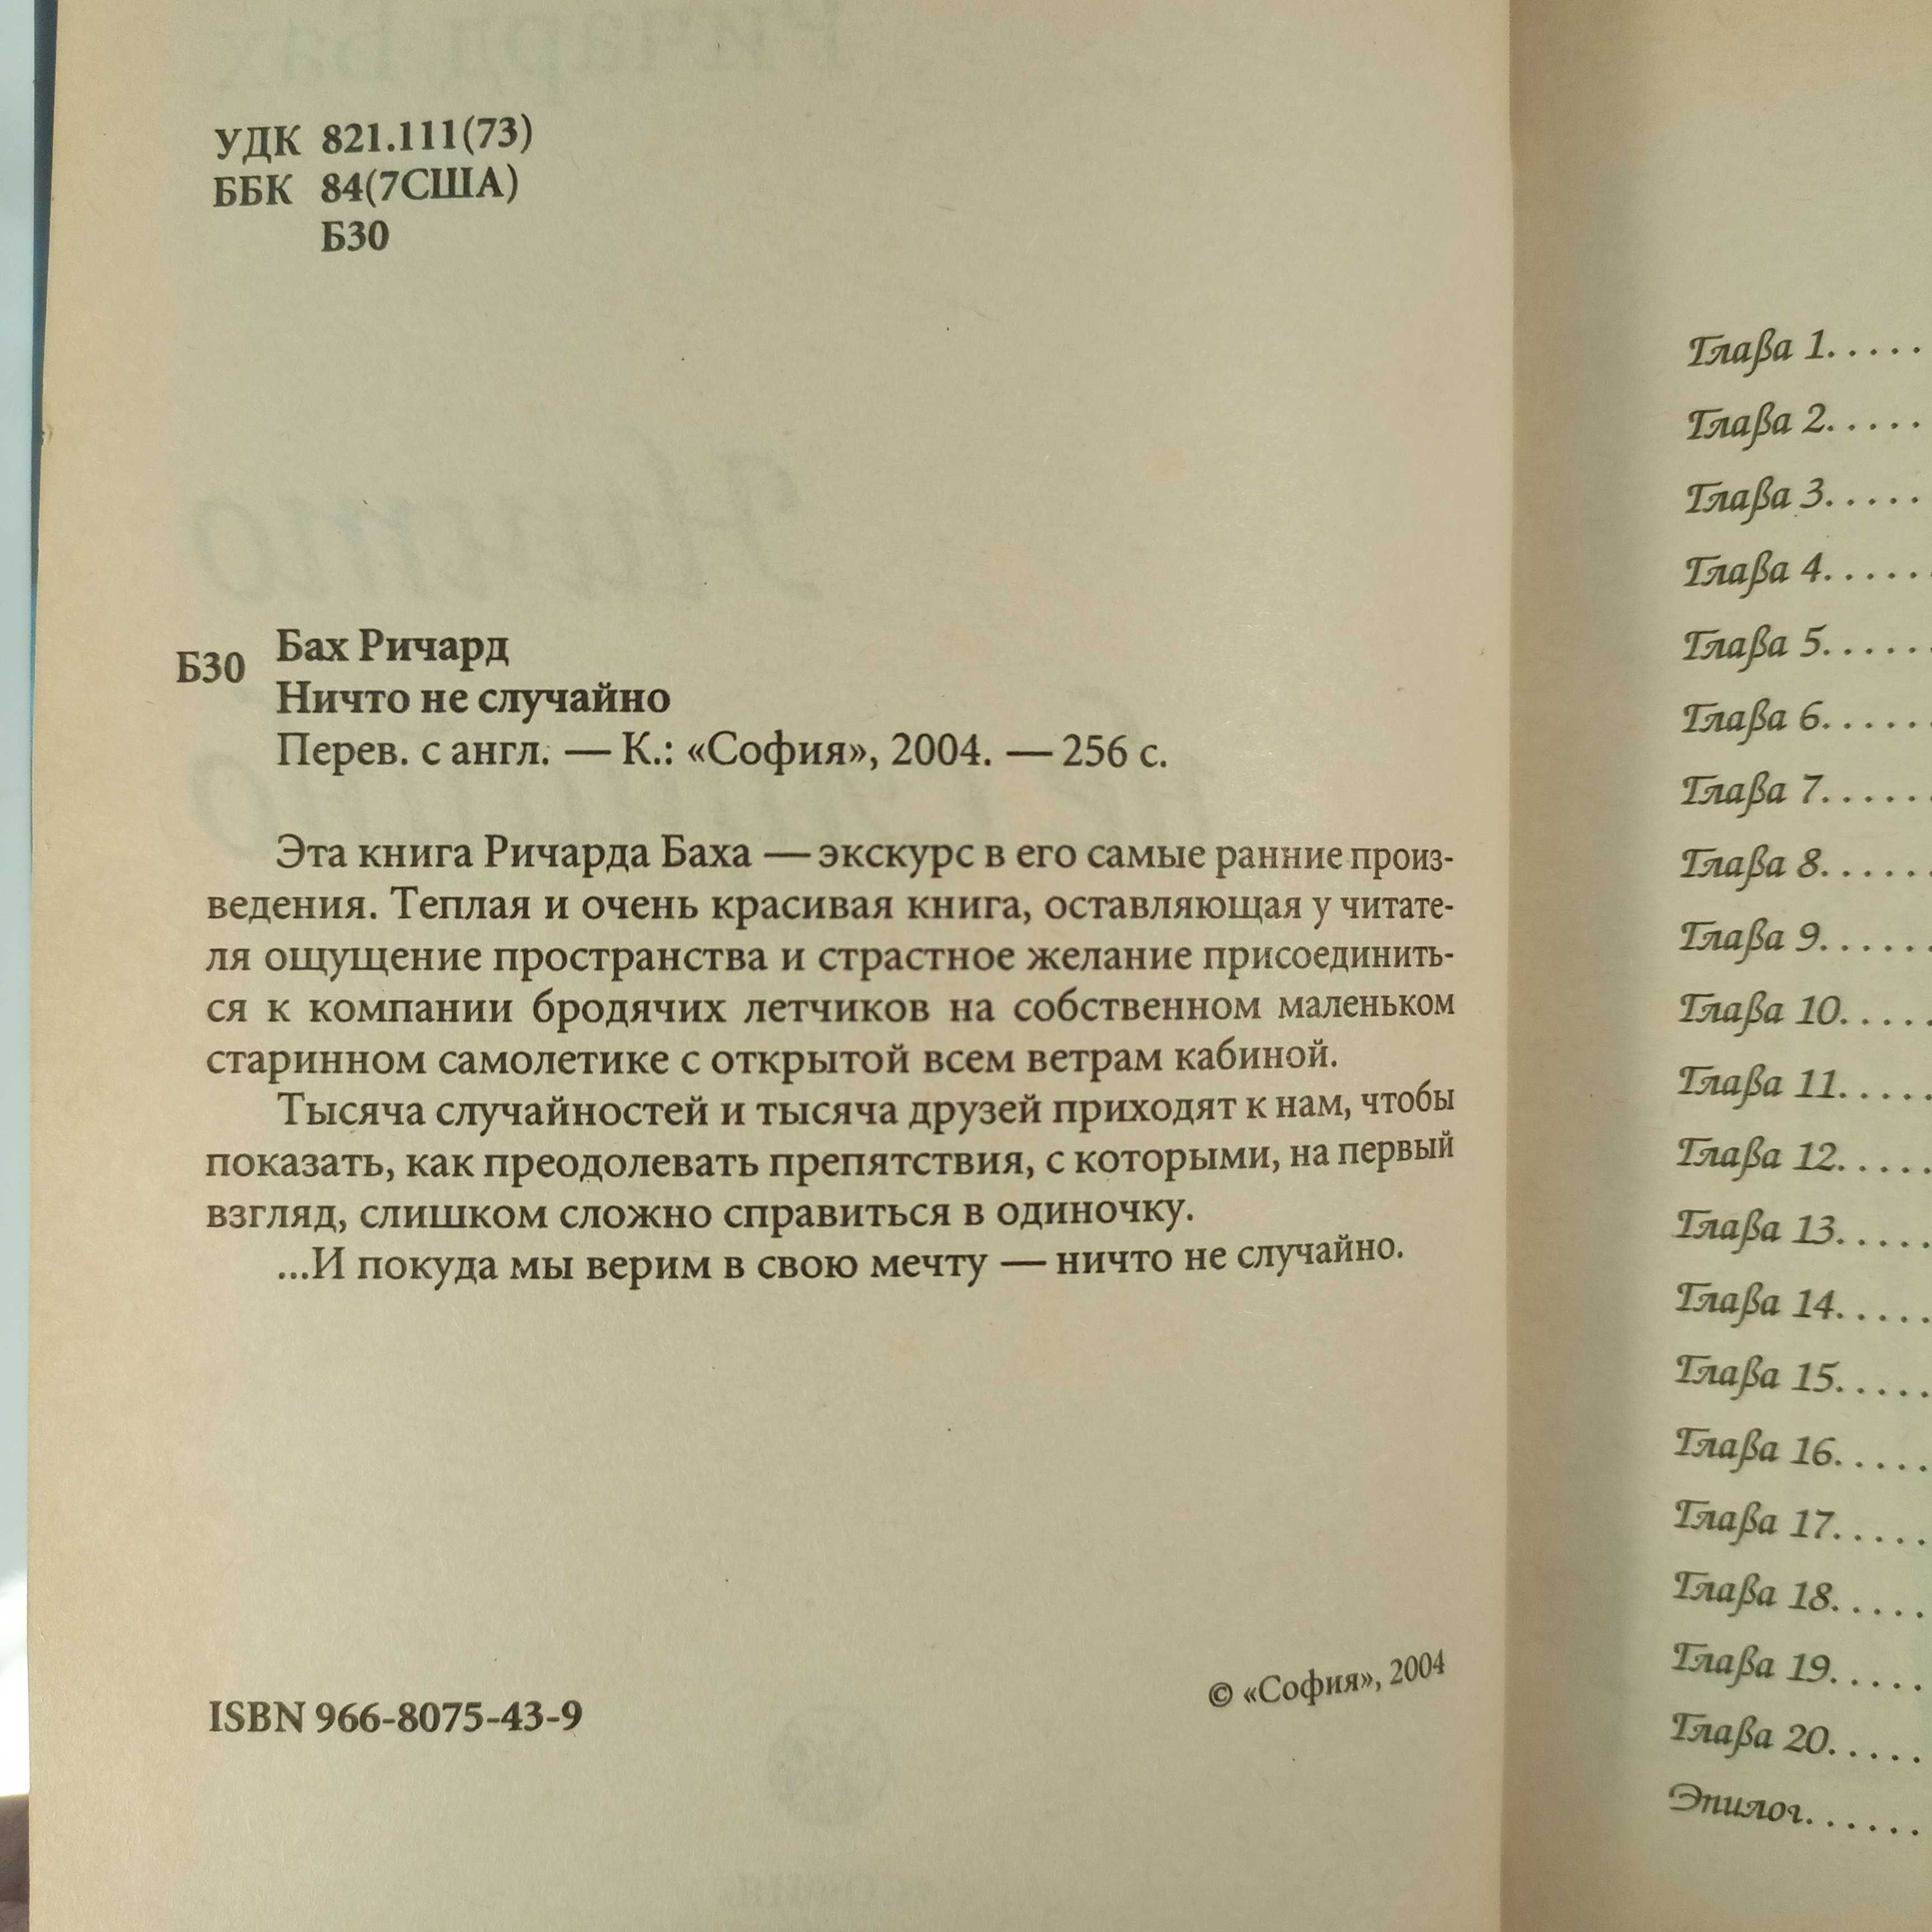 УДК 821.111(73)
ББК 84(7США)
Б30
Б30 Бах Ричард
Ничто не случайно
Перев. с англ. — К.: «София», 2004. — 256 с.
Эта книга Ричарда Баха — экскурс в его самые ранние произ-
ведения. Теплая и очень красивая книга, оставляющая у читате-
ля ощущение пространства и страстное желание присоединить-
ся к компании бродячих летчиков на собственном маленьком
старинном самолетике с открытой всем ветрам кабиной.
Тысяча случайностей и тысяча друзей приходят к нам, чтобы
показать, как преодолевать препятствия, с которыми, на первый
взгляд, слишком сложно справиться в одиночку.
...И покуда мы верим в свою мечту — ничто не случайно.
ISBN 966-8075-43-9
© «София», 2004
Глава 1. . . . .
Глава 2. . . . .
Глава 3. . . . .
Глава 4. . . . .
Глава 5. . . . .
Глава 6. . . . .
Глава 7. . . . .
Глава 8. . . . .
Глава 9. . . . .
Глава 10. . . . .
Глава 11. . . . .
Глава 12. . . . .
Глава 13. . . . .
Глава 14. . . . .
Глава 15. . . . .
Глава 16. . . . .
Глава 17. . . . .
Глава 18. . . . .
Глава 19. . . . .
Глава 20. . . . .
Эпилог. . . . . .